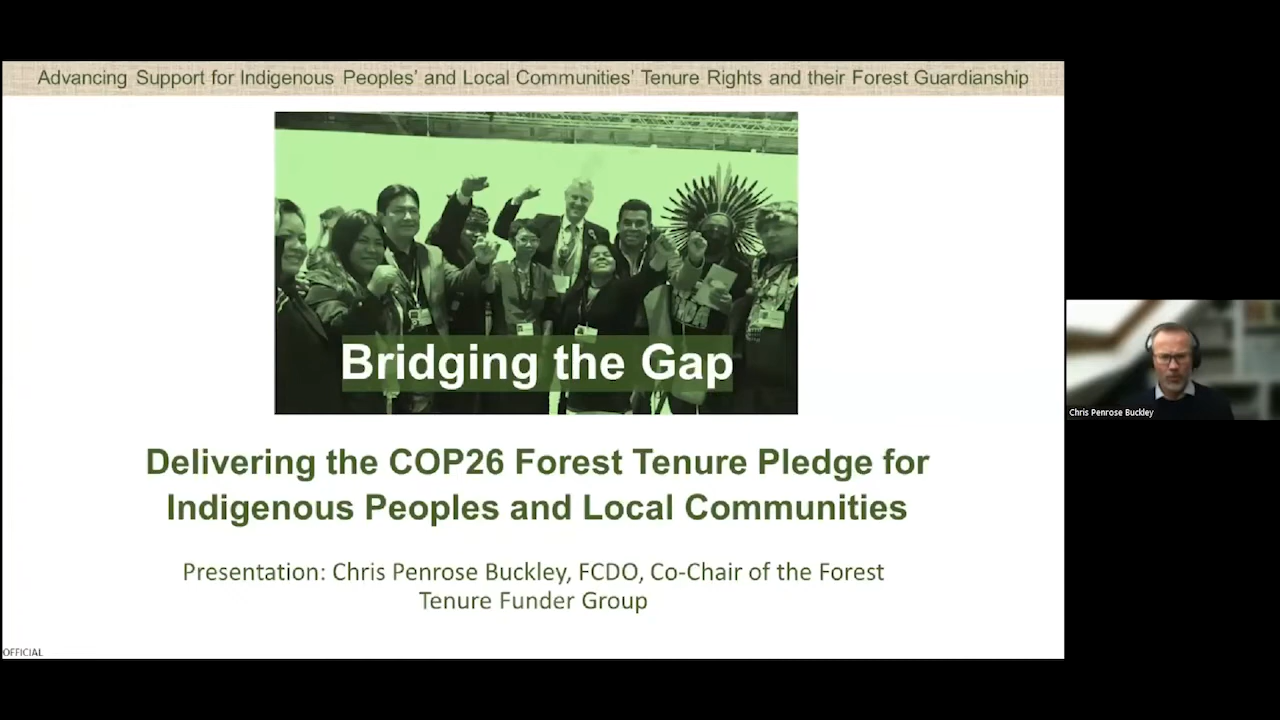 Advancing Support for Indigenous Peoples’ and Local Communities’ Tenure Rights and their Forest Guardianship
Bridging the Gap
Delivering the COP26 Forest Tenure Pledge for
Indigenous Peoples and Local Communities
Presentation: Chris Penrose Buckley, FCDO, Co-Chair of the Forest
Tenure Funder Group
OFFICIAL
Chris Penrose Buckley